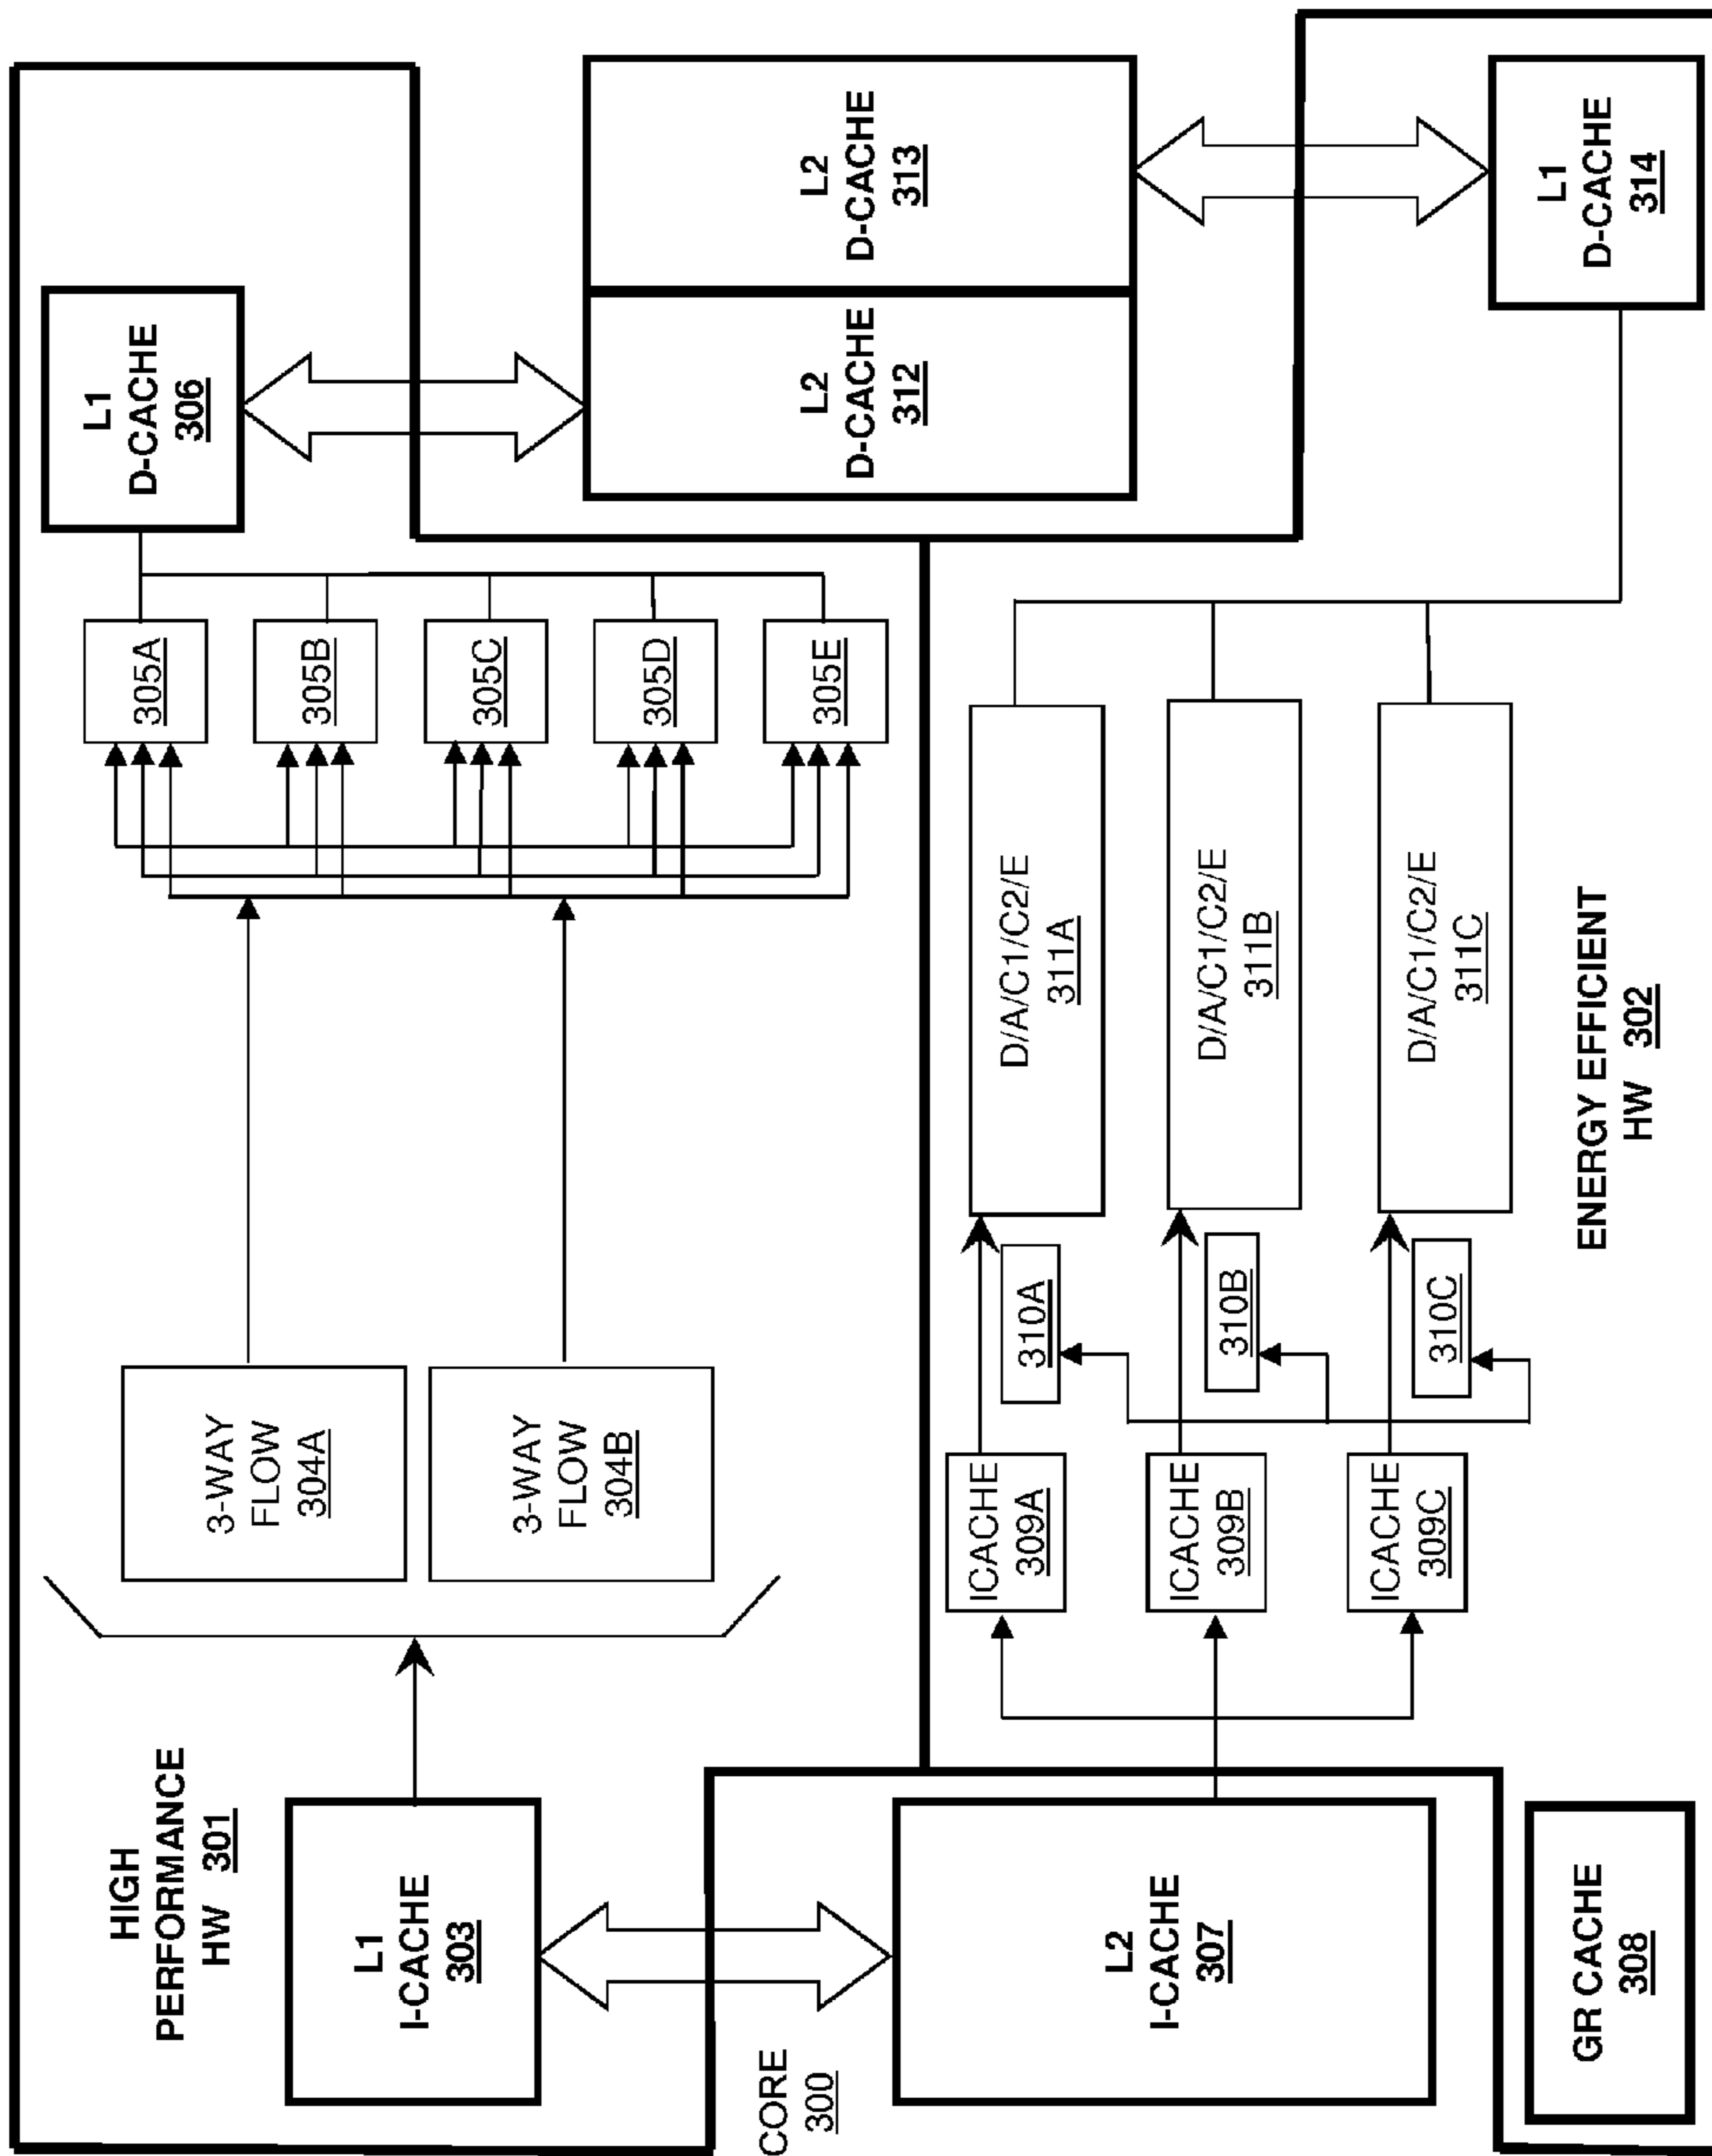 HIGH
PERFORMANCE
HW 301
L1
I-CACHE
303
3-WAY
FLOW
304A
3-WAY
FLOW
304B
305A
305B
305C
305D
305E
L1
D-CACHE
306
CORE
300
L2
I-CACHE
307
GR CACHE
308
ICACHE
309A
ICACHE
309B
ICACHE
309C
310A
310B
310C
D/A/C1/C2/E
311A
D/A/C1/C2/E
311B
D/A/C1/C2/E
311C
L2
D-CACHE
312
L2
D-CACHE
313
L1
D-CACHE
314
ENERGY EFFICIENT
HW 302